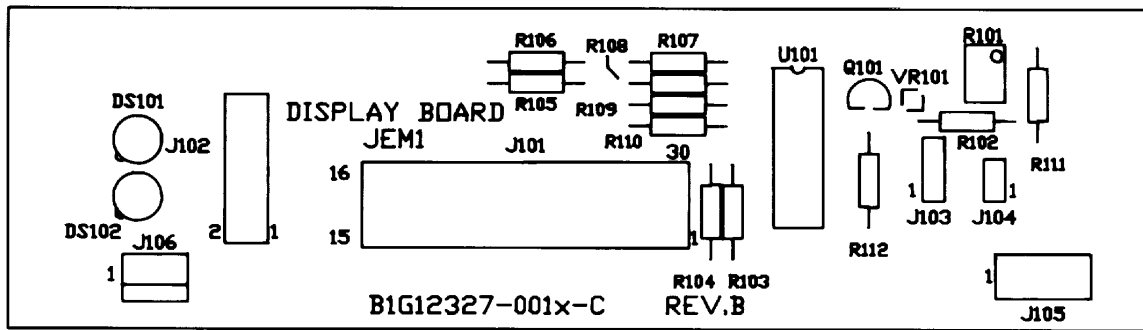 R106
R108
R107
U101
R101
Q101
VR101
DS101
R105
R109
DISPLAY BOARD
JEM1
J102
J101
R110
30
R102
R111
16
1
1
J103
J104
DS102
J106
2
1
15
1
R112
1
R104
R103
1
B1G12327-001x-C
REV.B
J105